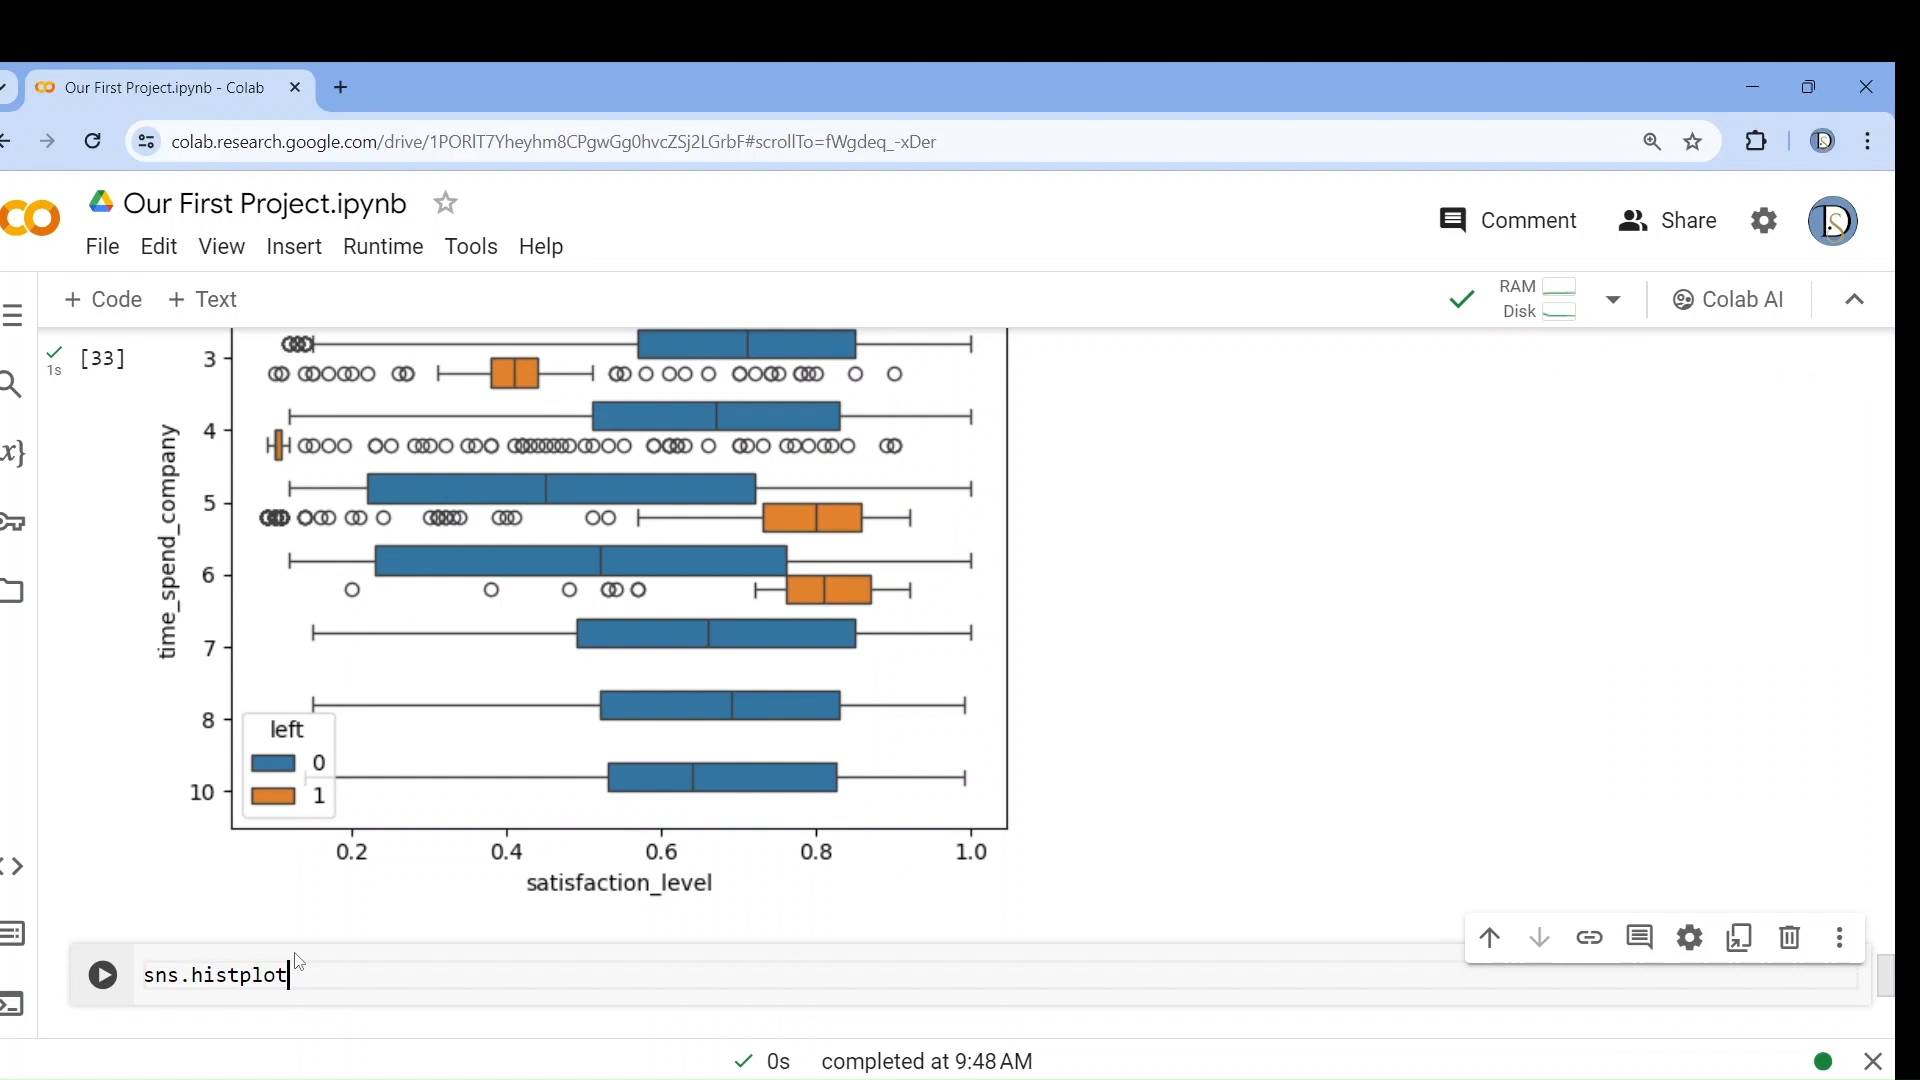 Our First Project.ipynb - Colab
colab.research.google.com/drive/1PORlT7Yheyhm8CPgwGg0hvcZSj2LGrbF#scrollTo=fWgdeq_-xDer
Our First Project.ipynb
Comment
Share
File Edit View Insert Runtime Tools Help
+ Code + Text
RAM
Disk
Colab AI
[33]
1s
time_spend_company
3
4
5
6
7
8
10
left
0
1
0.2 0.4 0.6 0.8 1.0
satisfaction_level
sns.histplot
0s completed at 9:48 AM